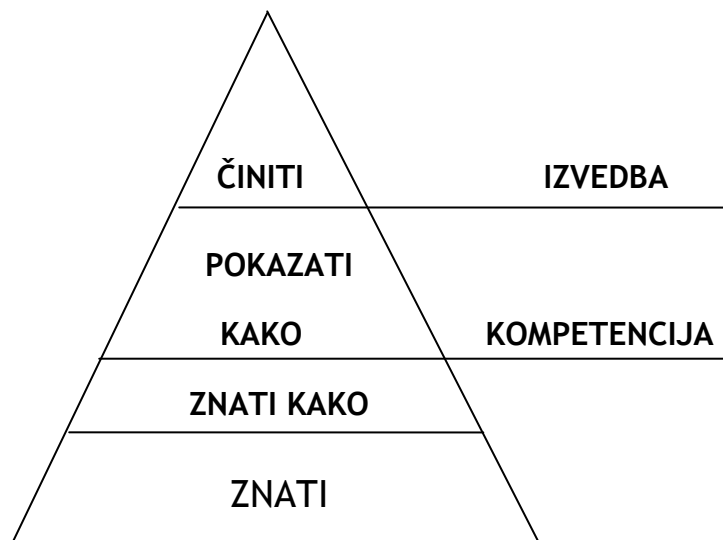 ČINITI IZVEDBA
POKAZATI
KAKO KOMPETENCIJA
ZNATI KAKO
ZNATI